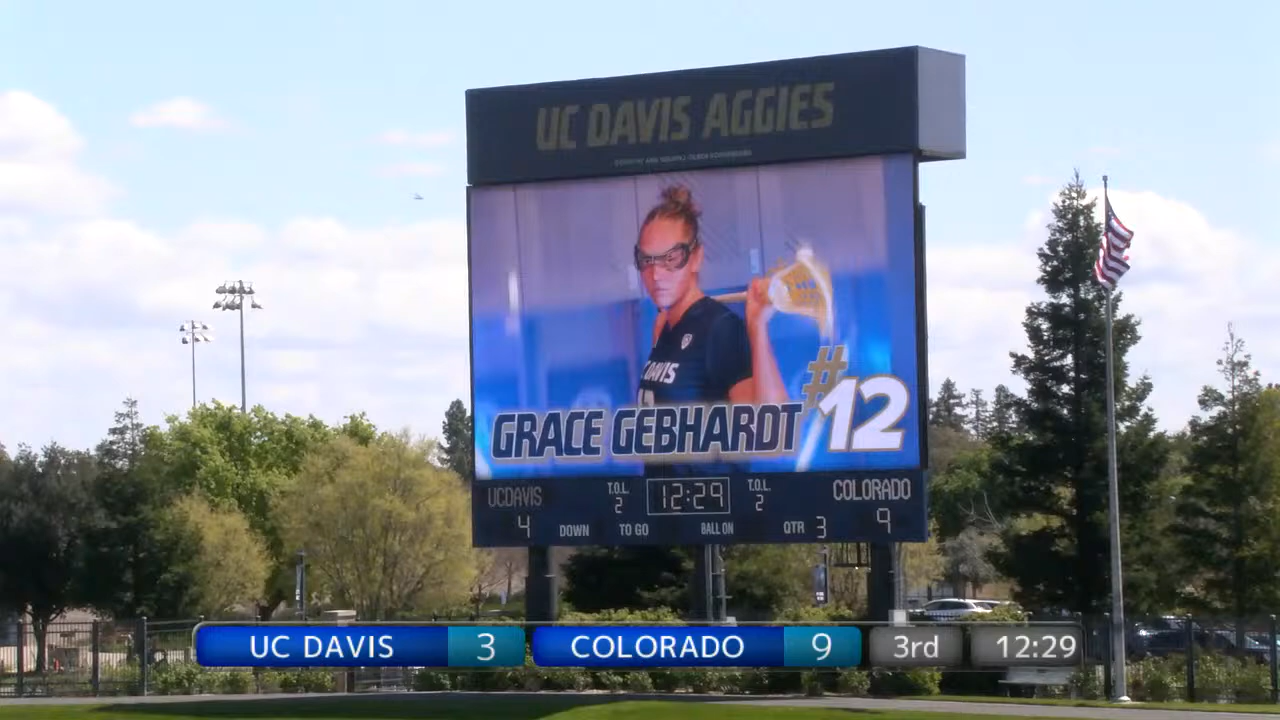 UC DAVIS AGGIES
DAVIS
#12
GRACE GEBHARDT
UCDAVIS T.O.L. 2 12:29 T.O.L. 2 COLORADO
4 DOWN TO GO BALL ON QTR 3 9
UC DAVIS 3 COLORADO 9 3rd 12:29